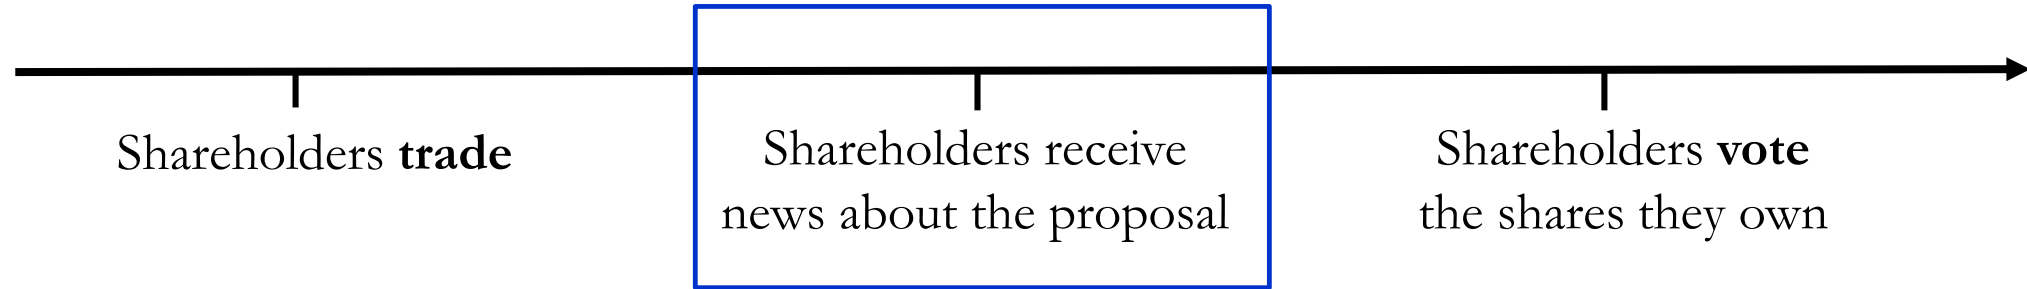 Shareholders trade
Shareholders receive
news about the proposal
Shareholders vote
the shares they own